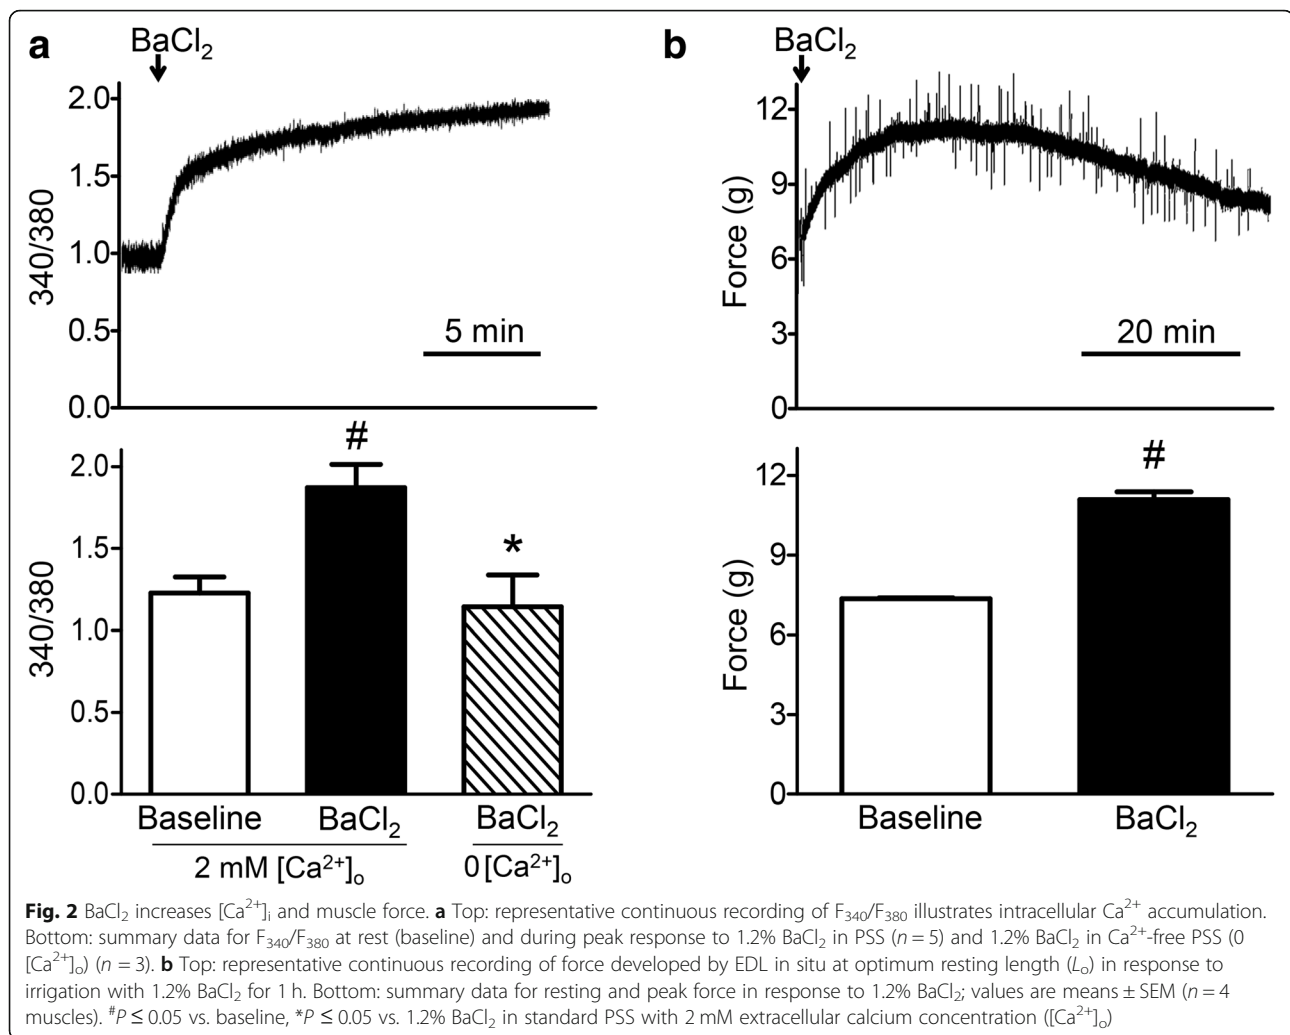 a
BaCl₂
2.0
1.5
1.0
0.5
0.0
340/380
5 min
b
BaCl₂
12
9
6
3
0
Force (g)
20 min
2.0
1.5
1.0
0.5
0.0
340/380
#
*
Baseline BaCl₂ BaCl₂
2 mM [Ca²⁺]ₒ 0 [Ca²⁺]ₒ
12
9
6
3
0
Force (g)
#
Baseline BaCl₂
Fig. 2 BaCl₂ increases [Ca²⁺]ᵢ and muscle force. a Top: representative continuous recording of F₃₄₀/F₃₈₀ illustrates intracellular Ca²⁺ accumulation.
Bottom: summary data for F₃₄₀/F₃₈₀ at rest (baseline) and during peak response to 1.2% BaCl₂ in PSS (n = 5) and 1.2% BaCl₂ in Ca²⁺-free PSS (0
[Ca²⁺]ₒ) (n = 3). b Top: representative continuous recording of force developed by EDL in situ at optimum resting length (Lₒ) in response to
irrigation with 1.2% BaCl₂ for 1 h. Bottom: summary data for resting and peak force in response to 1.2% BaCl₂; values are means ± SEM (n = 4
muscles). #P ≤ 0.05 vs. baseline, *P ≤ 0.05 vs. 1.2% BaCl₂ in standard PSS with 2 mM extracellular calcium concentration ([Ca²⁺]ₒ)